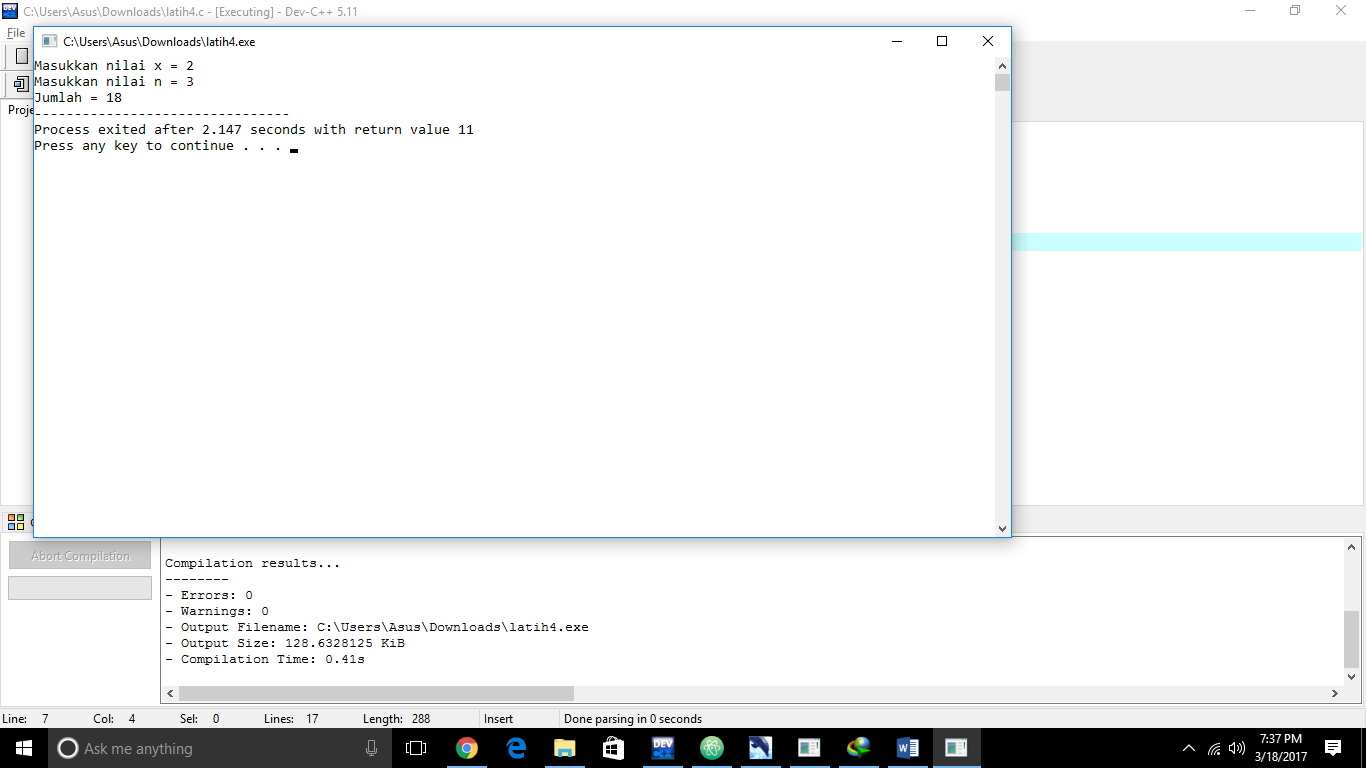 C:\Users\Asus\Downloads\latih4.c - [Executing] - Dev-C++ 5.11
File
C:\Users\Asus\Downloads\latih4.exe
Masukkan nilai x = 2
Masukkan nilai n = 3
Jumlah = 18
--------------------------------
Process exited after 2.147 seconds with return value 11
Press any key to continue . . .
Abort Compilation
Compilation results...
--------
- Errors: 0
- Warnings: 0
- Output Filename: C:\Users\Asus\Downloads\latih4.exe
- Output Size: 128.6328125 KiB
- Compilation Time: 0.41s
Line: 7 Col: 4 Sel: 0 Lines: 17 Length: 288 Insert Done parsing in 0 seconds
Ask me anything
DEV
7:37 PM
3/18/2017